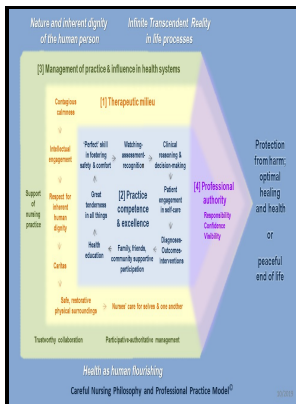 Nature and inherent dignity
of the human person
Infinite Transcendent Reality
in life processes
[3] Management of practice & influence in health systems
Contagious
calmness
[1] Therapeutic milieu
Intellectual
engagement
Respect for
inherent
human
dignity
Caritas
Safe, restorative
physical surroundings
Nurses' care for selves & one another
'Perfect' skill
in fostering
safety & comfort
Watching-
assessment-
recognition
Clinical
reasoning &
decision-making
Great
tenderness
in all things
[2] Practice
competence
& excellence
Patient
engagement
in self-care
Health
education
Family, friends,
community supportive
participation
Diagnoses-
Outcomes-
interventions
Support
of
nursing
practice
[4] Professional
authority
Responsibility
Confidence
Visibility
Protection
from harm;
optimal
healing
and health
or
peaceful
end of life
Trustworthy collaboration
Participative-authoritative management
Health as human flourishing
Careful Nursing Philosophy and Professional Practice Model©